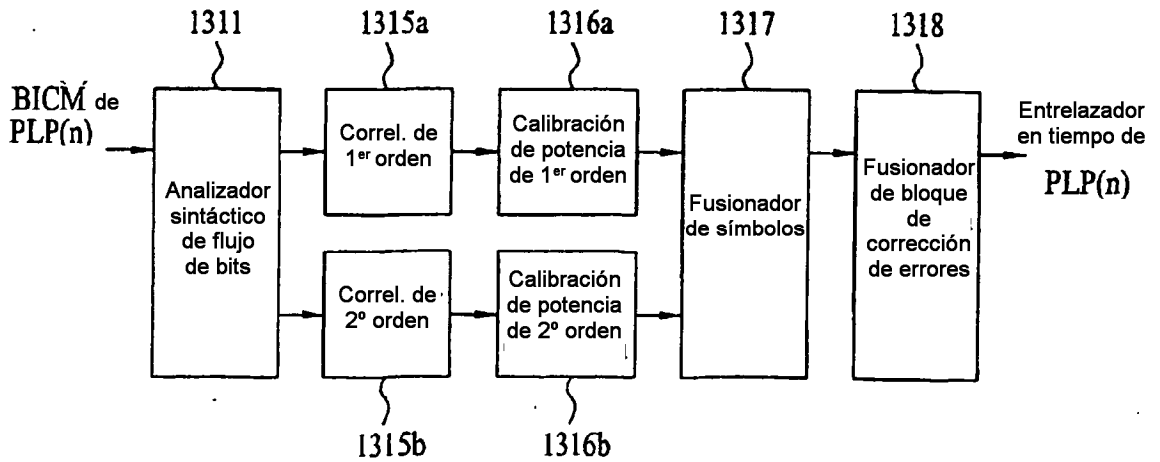 1311
1315a
1316a
1317
1318
BICM de
PLP(n)
Analizador
sintáctico
de flujo
de bits
Correl. de
1er orden
Calibración
de potencia
de 1er orden
Fusionador
de símbolos
Fusionador
de bloque
de
corrección
de errores
Entrelazador
en tiempo de
PLP(n)
Correl. de
2º orden
Calibración
de potencia
de 2º orden
1315b
1316b